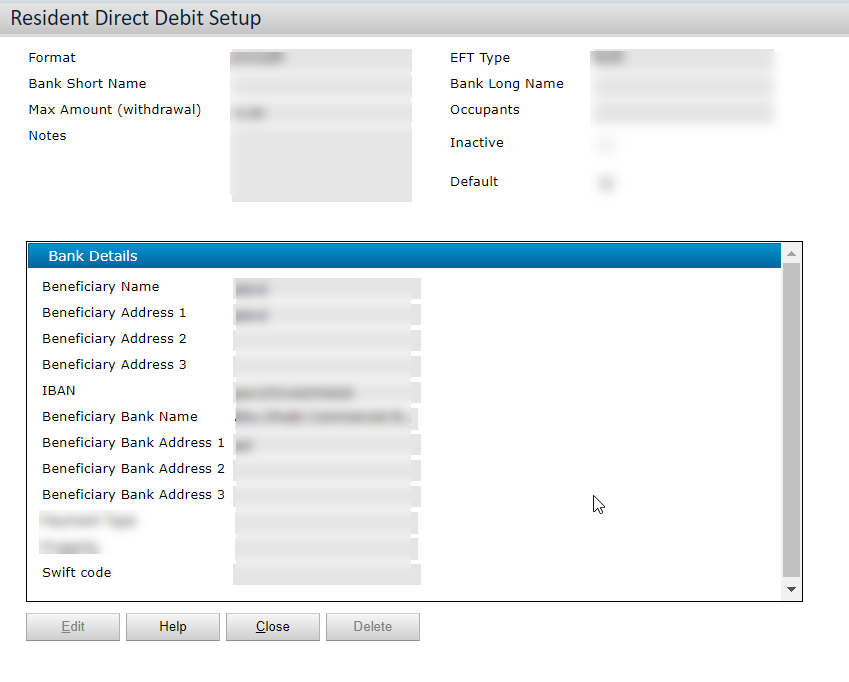 Resident Direct Debit Setup
Format
EFT Type
Bank Short Name
Bank Long Name
Max Amount (withdrawal)
Occupants
Notes
Inactive
Default
Bank Details
Beneficiary Name
Beneficiary Address 1
Beneficiary Address 2
Beneficiary Address 3
IBAN
Beneficiary Bank Name
Beneficiary Bank Address 1
Beneficiary Bank Address 2
Beneficiary Bank Address 3
Swift code
Edit
Help
Close
Delete